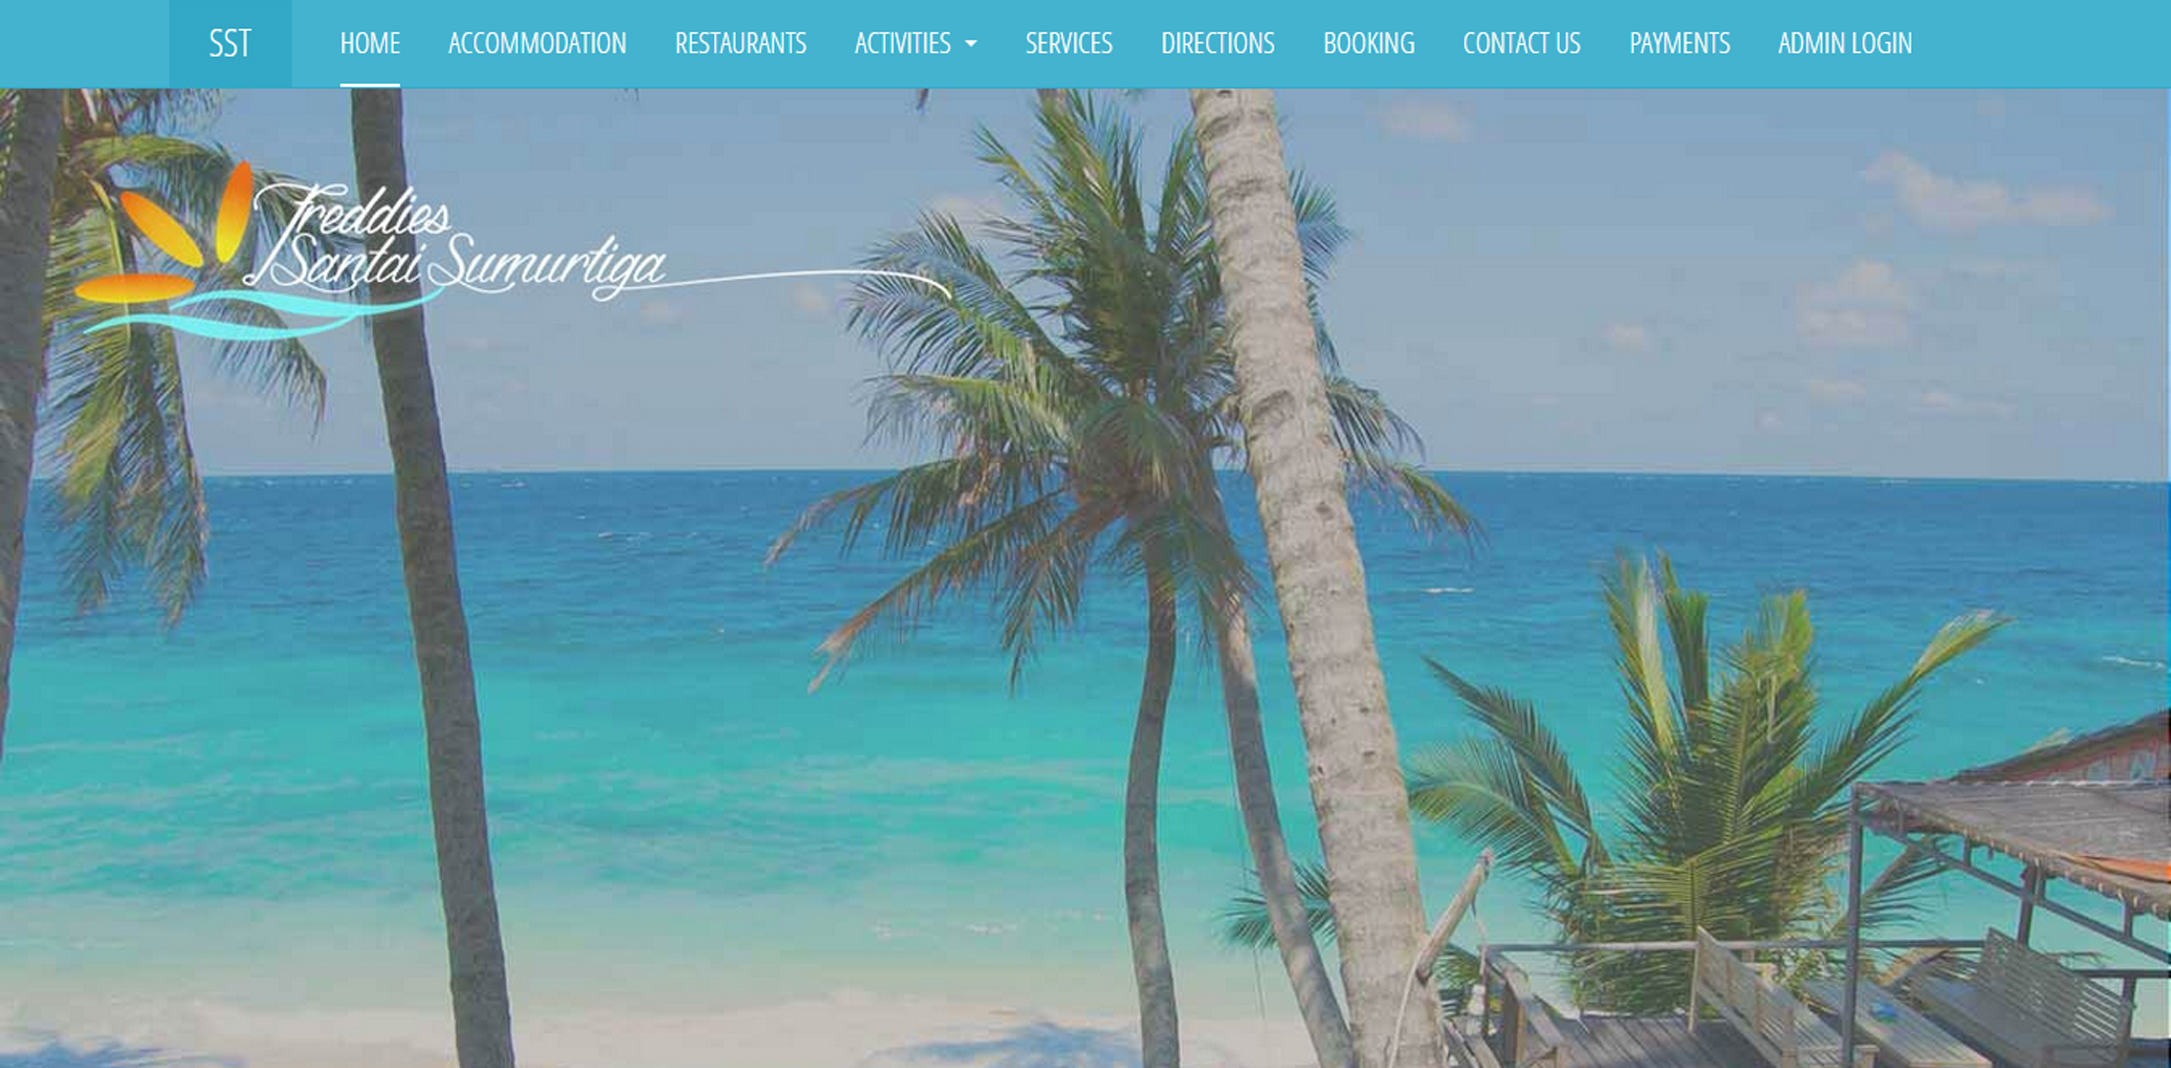 SST
HOME
ACCOMMODATION
RESTAURANTS
ACTIVITIES
SERVICES
DIRECTIONS
BOOKING
CONTACT US
PAYMENTS
ADMIN LOGIN
Freddies
Santai Sumurtiga